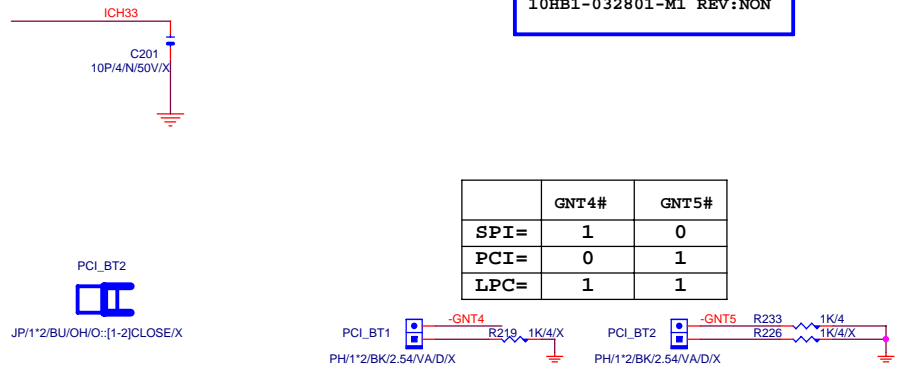 10HB1-032801-M1 REV:NON
ICH33
C201
10P/4/N/50V/X
GNT4# GNT5#
SPI= 1 0
PCI= 0 1
LPC= 1 1
PCI_BT2
JP/1*2/BU/OH/O::[1-2]CLOSE/X
-GNT4
PCI_BT1
R219 1K/4/X
PH/1*2/BK/2.54/VA/D/X
-GNT5 R233 1K/4
PCI_BT2
R226 1K/4/X
PH/1*2/BK/2.54/VA/D/X